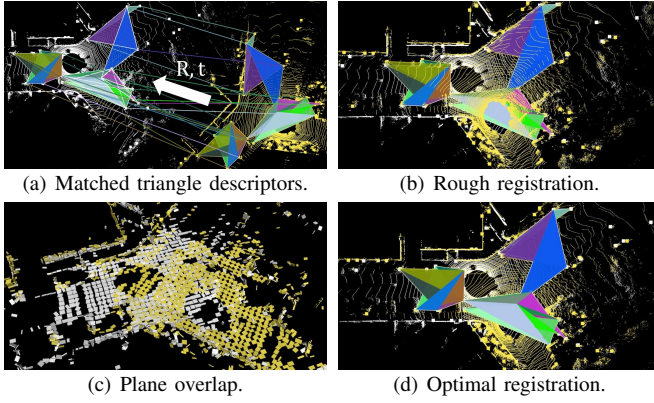 R, t
(a) Matched triangle descriptors.
(b) Rough registration.
(c) Plane overlap.
(d) Optimal registration.